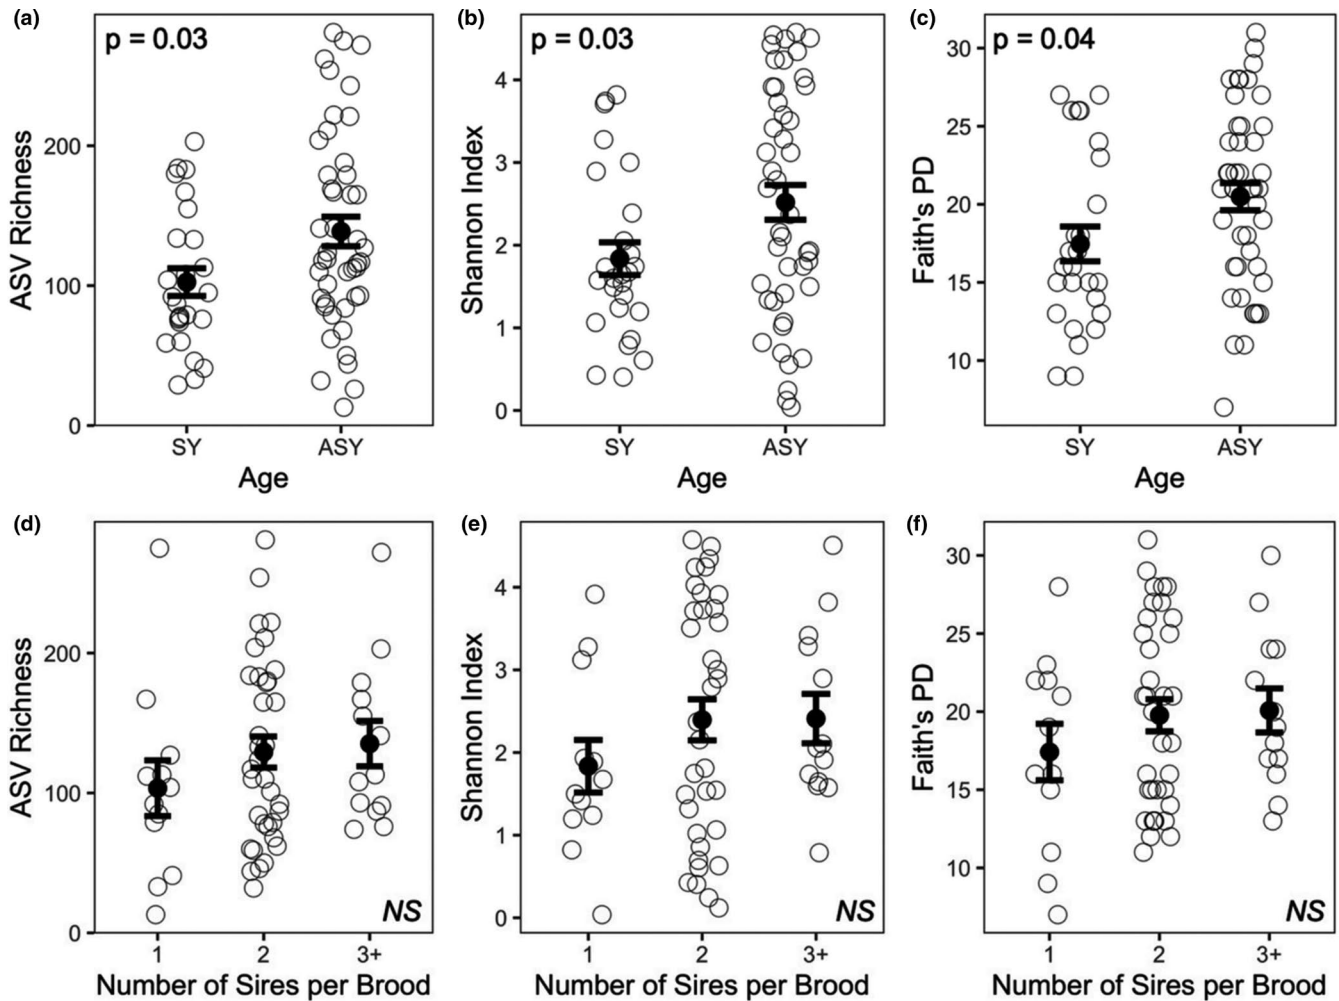 (a)
p = 0.03
ASV Richness
200
100
0
SY
ASY
Age
(b)
p = 0.03
Shannon Index
4
3
2
1
0
SY
ASY
Age
(c)
p = 0.04
Faith's PD
30
25
20
15
10
SY
ASY
Age
(d)
ASV Richness
200
100
0
NS
1
2
3+
Number of Sires per Brood
(e)
Shannon Index
4
3
2
1
0
NS
1
2
3+
Number of Sires per Brood
(f)
Faith's PD
30
25
20
15
10
NS
1
2
3+
Number of Sires per Brood